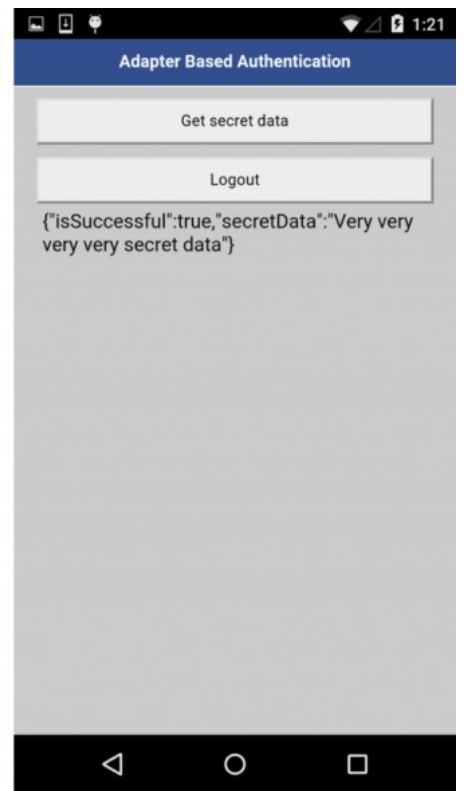 1:21
Adapter Based Authentication
Get secret data
Logout
{"isSuccessful":true,"secretData":"Very very
very very secret data"}